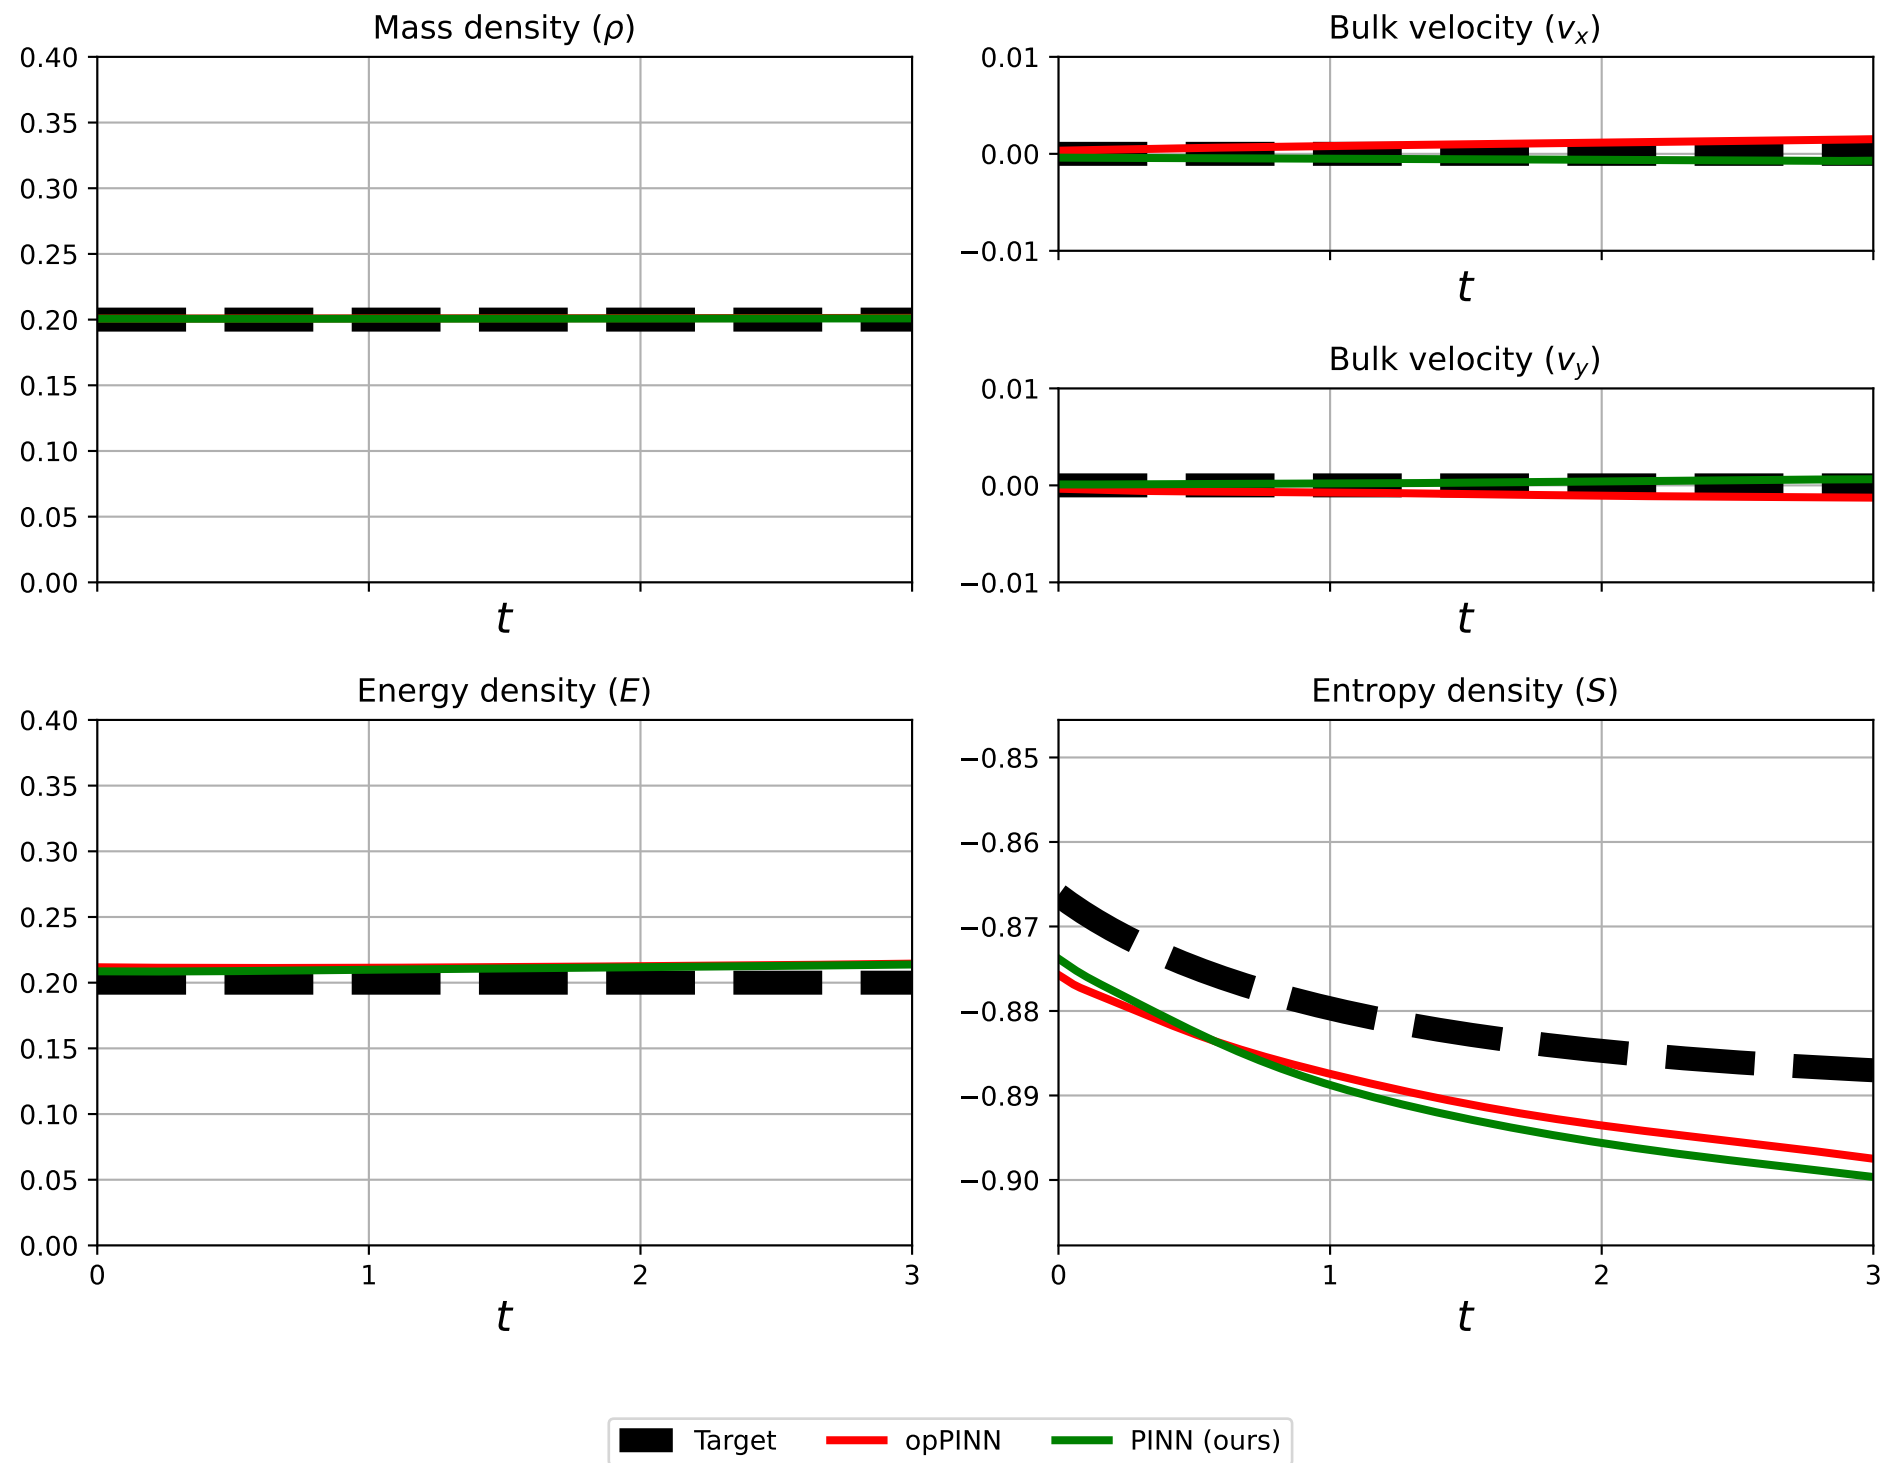 Mass density (ρ)
0.40
0.35
0.30
0.25
0.20
0.15
0.10
0.05
0.00
t
Bulk velocity (vₓ)
0.01
0.00
−0.01
t
Bulk velocity (v_y)
0.01
0.00
−0.01
t
Energy density (E)
0.40
0.35
0.30
0.25
0.20
0.15
0.10
0.05
0.00
0 1 2 3
t
Entropy density (S)
−0.85
−0.86
−0.87
−0.88
−0.89
−0.90
0 1 2 3
t
Target opPINN PINN (ours)